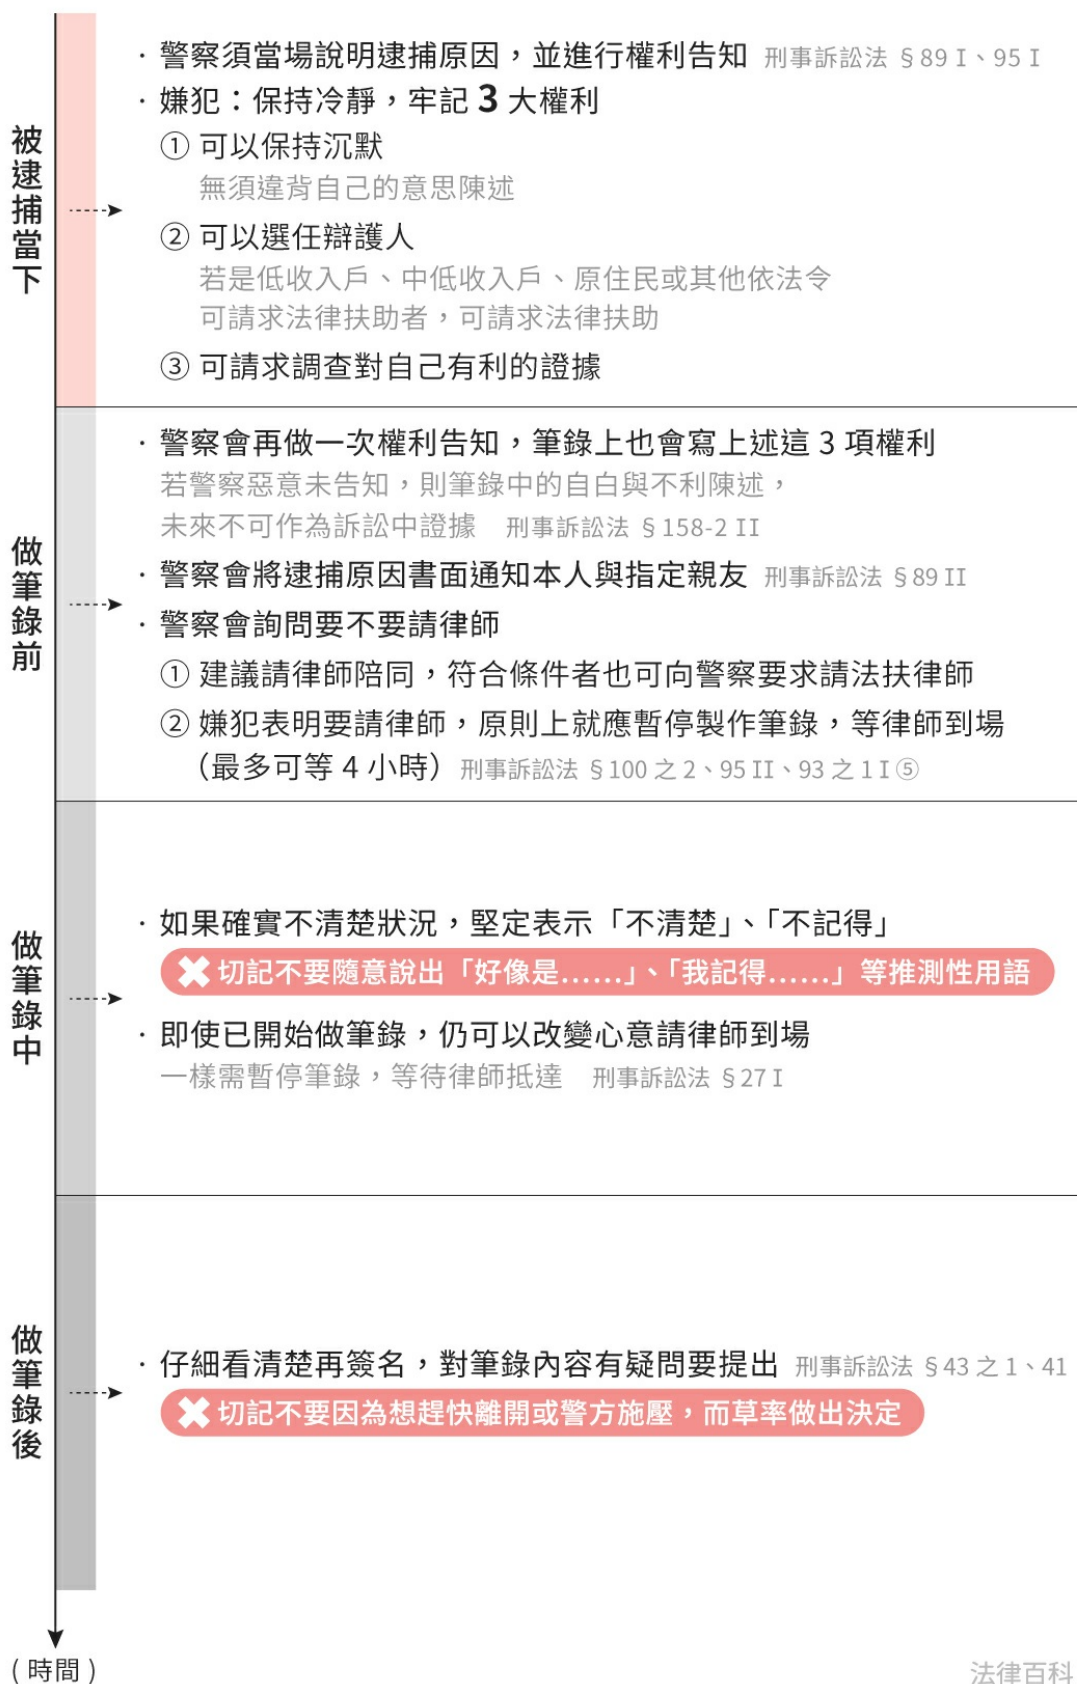 被逮捕當下
· 警察須當場說明逮捕原因，並進行權利告知 刑事訴訟法 §89 I、95 I
· 嫌犯：保持冷靜，牢記 3 大權利
① 可以保持沉默
無須違背自己的意思陳述
② 可以選任辯護人
若是低收入戶、中低收入戶、原住民或其他依法令
可請求法律扶助者，可請求法律扶助
③ 可請求調查對自己有利的證據
做筆錄前
· 警察會再做一次權利告知，筆錄上也會寫上述這 3 項權利
若警察惡意未告知，則筆錄中的自白與不利陳述，
未來不可作為訴訟中證據 刑事訴訟法 §158-2 II
· 警察會將逮捕原因書面通知本人與指定親友 刑事訴訟法 §89 II
· 警察會詢問要不要請律師
① 建議請律師陪同，符合條件者也可向警察要求請法扶律師
② 嫌犯表明要請律師，原則上就應暫停製作筆錄，等律師到場
（最多可等 4 小時）刑事訴訟法 §100 之 2、95 II、93 之 1 I ⑤
做筆錄中
· 如果確實不清楚狀況，堅定表示「不清楚」、「不記得」
✖ 切記不要隨意說出「好像是……」、「我記得……」等推測性用語
· 即使已開始做筆錄，仍可以改變心意請律師到場
一樣需暫停筆錄，等待律師抵達 刑事訴訟法 §27 I
做筆錄後
· 仔細看清楚再簽名，對筆錄內容有疑問要提出 刑事訴訟法 §43 之 1、41
✖ 切記不要因為想趕快離開或警方施壓，而草率做出決定
(時間)
法律百科